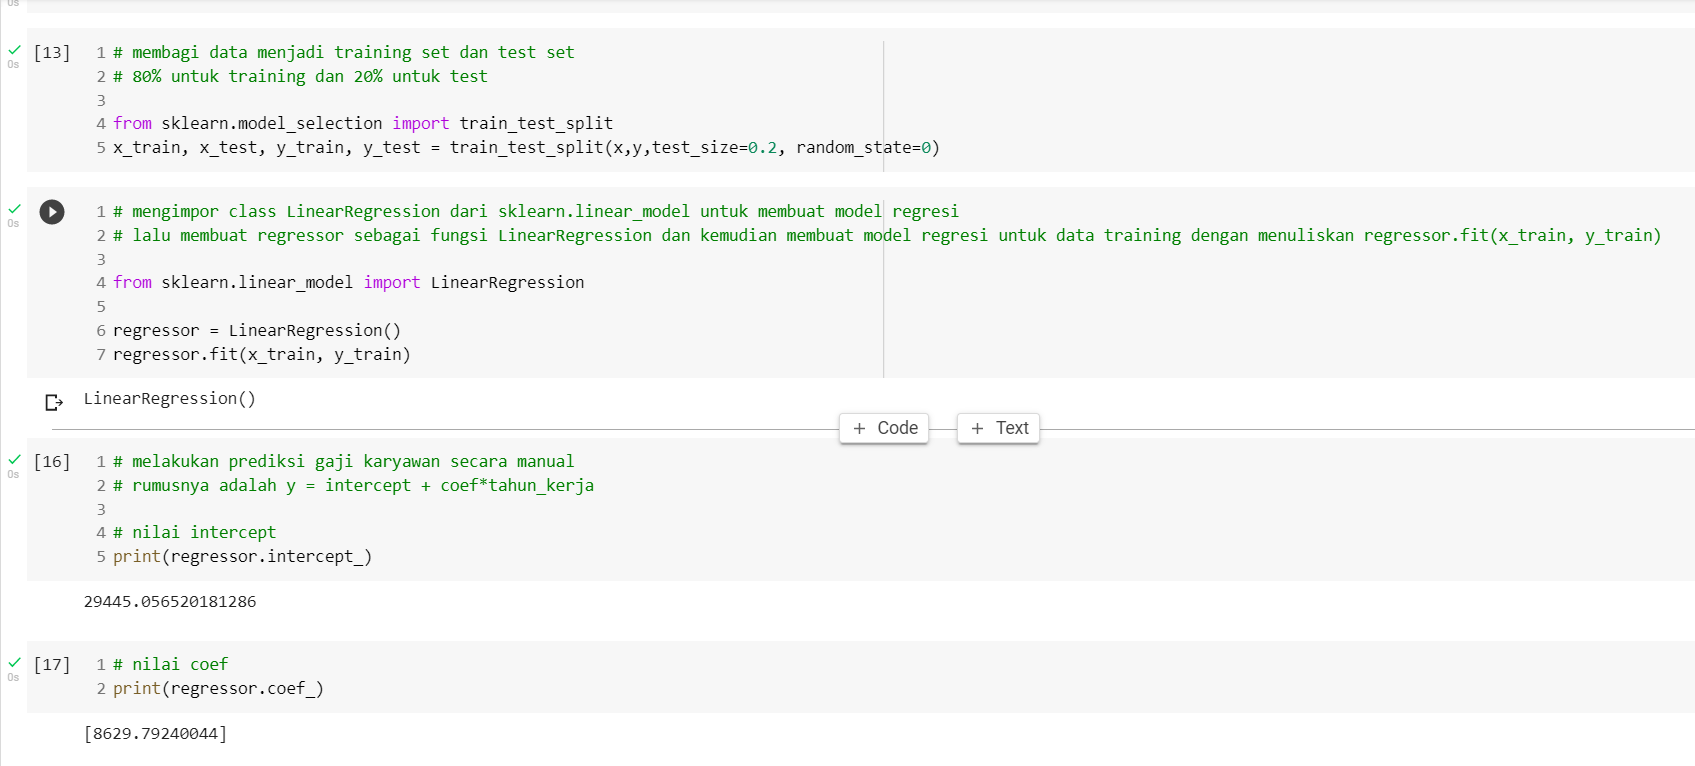 0s
[13]
0s
1 # membagi data menjadi training set dan test set
2 # 80% untuk training dan 20% untuk test
3
4 from sklearn.model_selection import train_test_split
5 x_train, x_test, y_train, y_test = train_test_split(x,y,test_size=0.2, random_state=0)
0s
1 # mengimpor class LinearRegression dari sklearn.linear_model untuk membuat model regresi
2 # lalu membuat regressor sebagai fungsi LinearRegression dan kemudian membuat model regresi untuk data training dengan menuliskan regressor.fit(x_train, y_train)
3
4 from sklearn.linear_model import LinearRegression
5
6 regressor = LinearRegression()
7 regressor.fit(x_train, y_train)
LinearRegression()
+ Code + Text
[16]
0s
1 # melakukan prediksi gaji karyawan secara manual
2 # rumusnya adalah y = intercept + coef*tahun_kerja
3
4 # nilai intercept
5 print(regressor.intercept_)
29445.056520181286
[17]
0s
1 # nilai coef
2 print(regressor.coef_)
[8629.79240044]